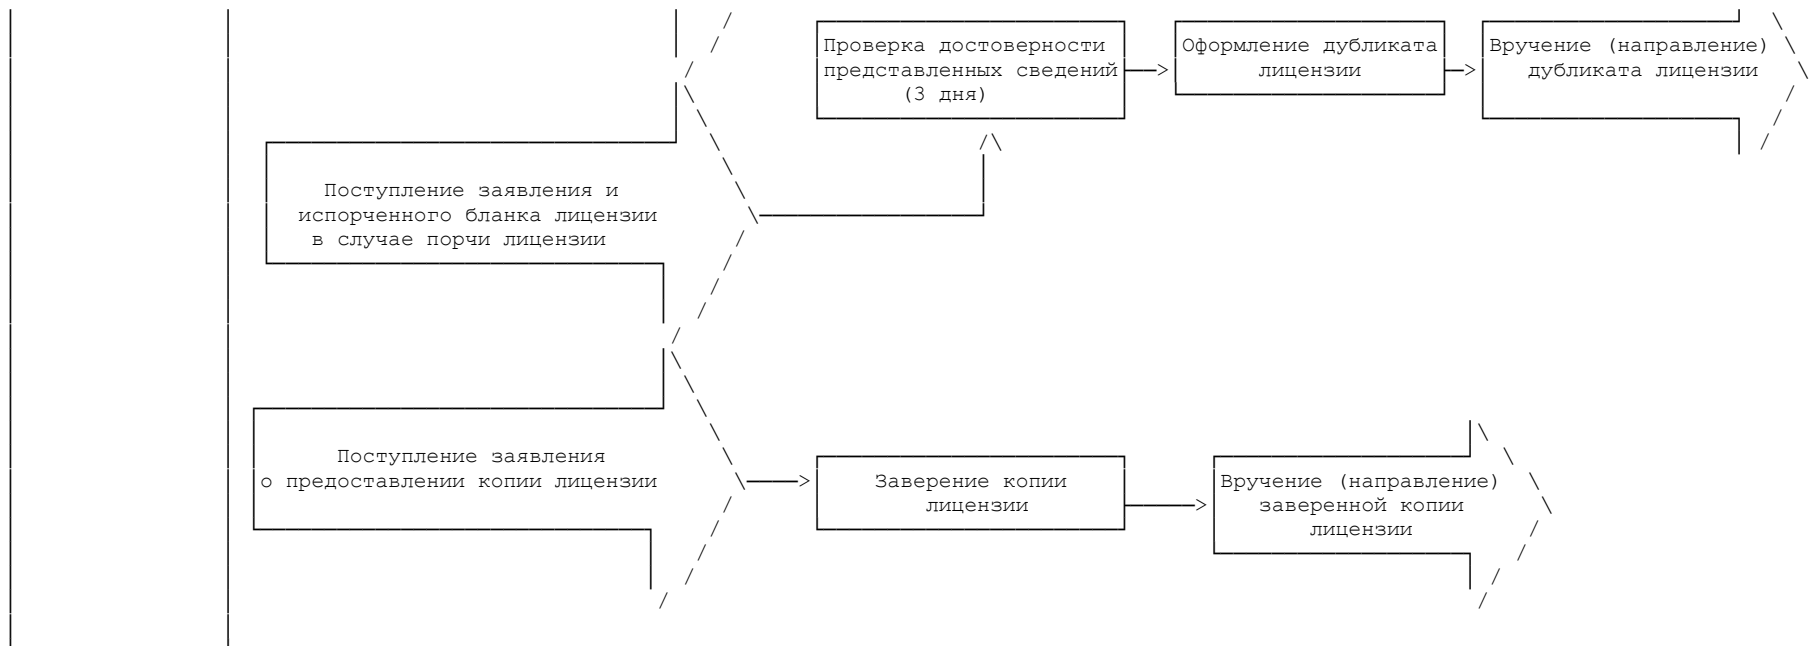 Проверка достоверности
представленных сведений
(3 дня)
Оформление дубликата
лицензии
Вручение (направление)
дубликата лицензии
Поступление заявления и
испорченного бланка лицензии
в случае порчи лицензии
Поступление заявления
о предоставлении копии лицензии
Заверение копии
лицензии
Вручение (направление)
заверенной копии
лицензии